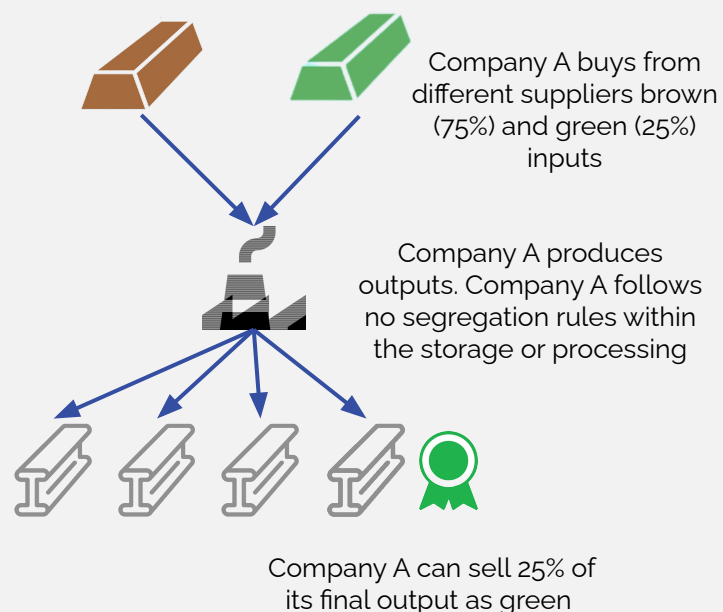 Company A buys from
different suppliers brown
(75%) and green (25%)
inputs
Company A produces
outputs. Company A follows
no segregation rules within
the storage or processing
Company A can sell 25% of
its final output as green